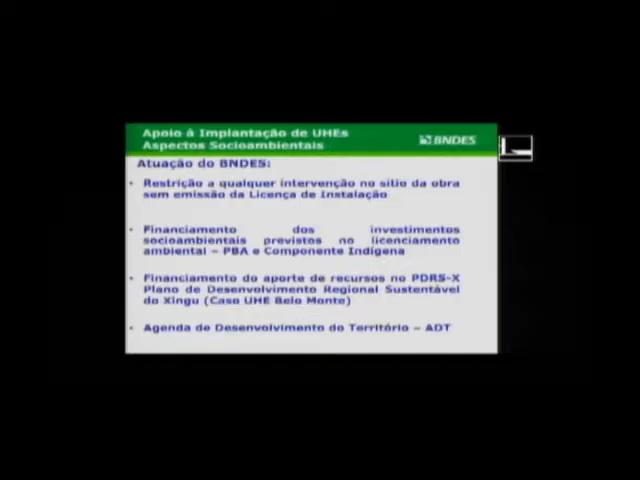 Apoio à Implantação de UHEs
Aspectos Socioambientais
BNDES
Atuação do BNDES:
• Restrição a qualquer intervenção no sítio da obra
sem emissão da Licença de Instalação
• Financiamento dos investimentos
socioambientais previstos no licenciamento
ambiental – PBA e Componente Indígena
• Financiamento do aporte de recursos no PDRS-X
Plano de Desenvolvimento Regional Sustentável
do Xingu (Caso UHE Belo Monte)
• Agenda de Desenvolvimento do Território – ADT